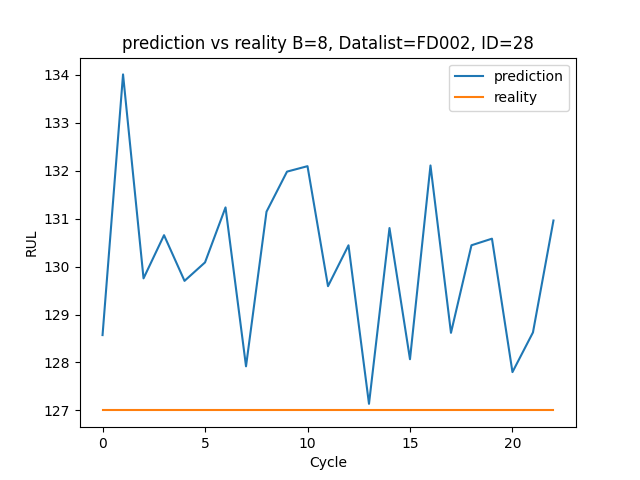 prediction vs reality B=8, Datalist=FD002, ID=28
prediction
reality
RUL
134
133
132
131
130
129
128
127
0
5
10
15
20
Cycle